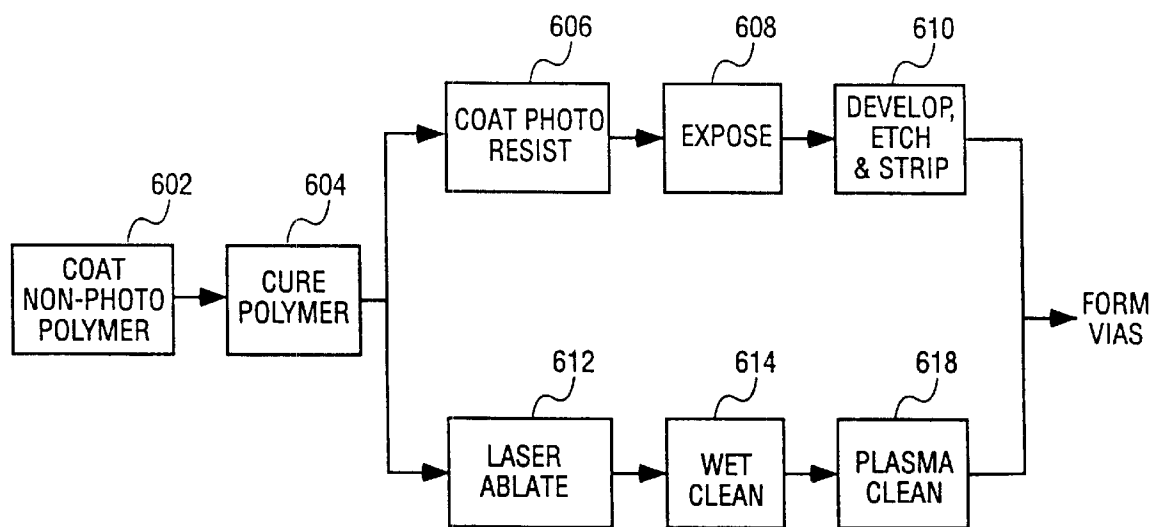 606
608
610
COAT PHOTO
RESIST
EXPOSE
DEVELOP,
ETCH
& STRIP
602
604
COAT
NON-PHOTO
POLYMER
CURE
POLYMER
FORM
VIAS
612
614
618
LASER
ABLATE
WET
CLEAN
PLASMA
CLEAN